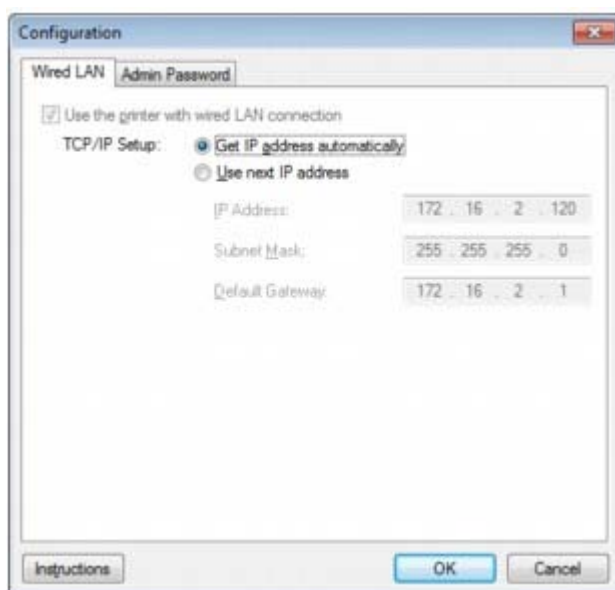 Configuration
Wired LAN Admin Password
Use the printer with wired LAN connection
TCP/IP Setup: Get IP address automatically
Use next IP address
IP Address: 172 . 16 . 2 . 120
Subnet Mask: 255 . 255 . 255 . 0
Default Gateway: 172 . 16 . 2 . 1
Instructions OK Cancel